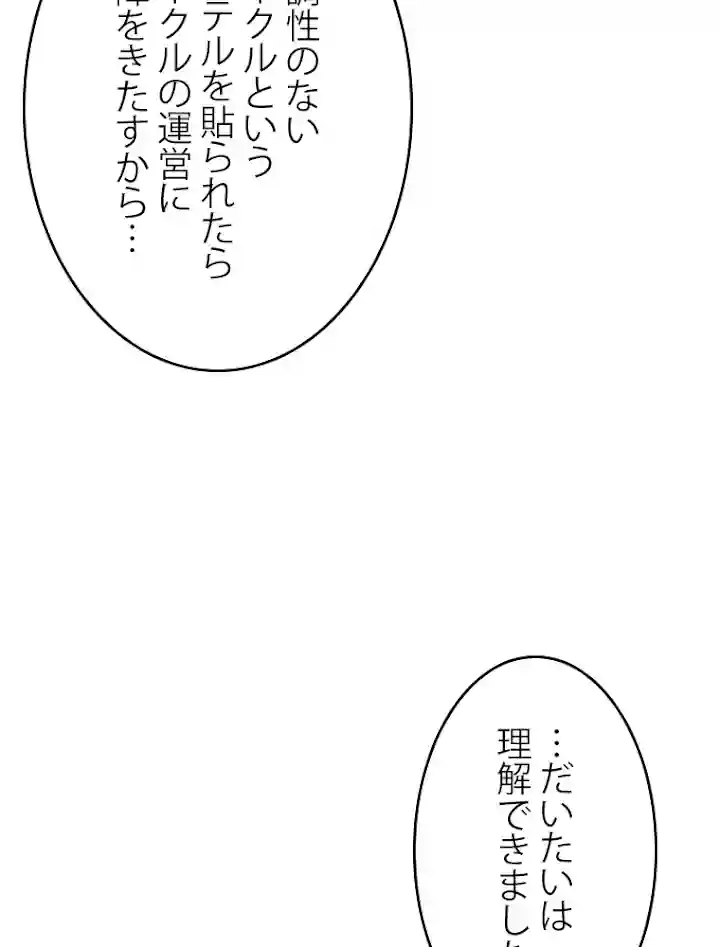 調性のない
クルという
テルを貼られたら
クルの運営に
をきたすから…
…だいたいは
理解できまし